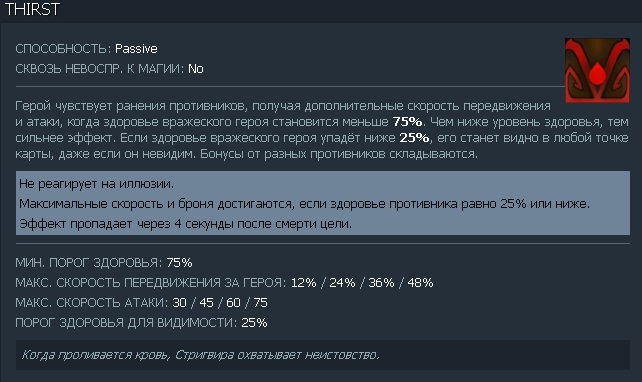 THIRST
СПОСОБНОСТЬ: Passive
СКВОЗЬ НЕВОСПР. К МАГИИ: No
Герой чувствует ранения противников, получая дополнительные скорость передвижения
и атаки, когда здоровье вражеского героя становится меньше 75%. Чем ниже уровень здоровья, тем
сильнее эффект. Если здоровье вражеского героя упадёт ниже 25%, его станет видно в любой точке
карты, даже если он невидим. Бонусы от разных противников складываются.
Не реагирует на иллюзии.
Максимальные скорость и броня достигаются, если здоровье противника равно 25% или ниже.
Эффект пропадает через 4 секунды после смерти цели.
МИН. ПОРОГ ЗДОРОВЬЯ: 75%
МАКС. СКОРОСТЬ ПЕРЕДВИЖЕНИЯ ЗА ГЕРОЯ: 12% / 24% / 36% / 48%
МАКС. СКОРОСТЬ АТАКИ: 30 / 45 / 60 / 75
ПОРОГ ЗДОРОВЬЯ ДЛЯ ВИДИМОСТИ: 25%
Когда проливается кровь, Стригвира охватывает неистовство.